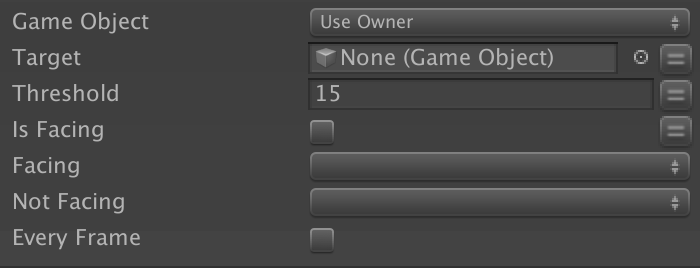 Game Object Use Owner
Target None (Game Object)
Threshold 15
Is Facing
Facing
Not Facing
Every Frame